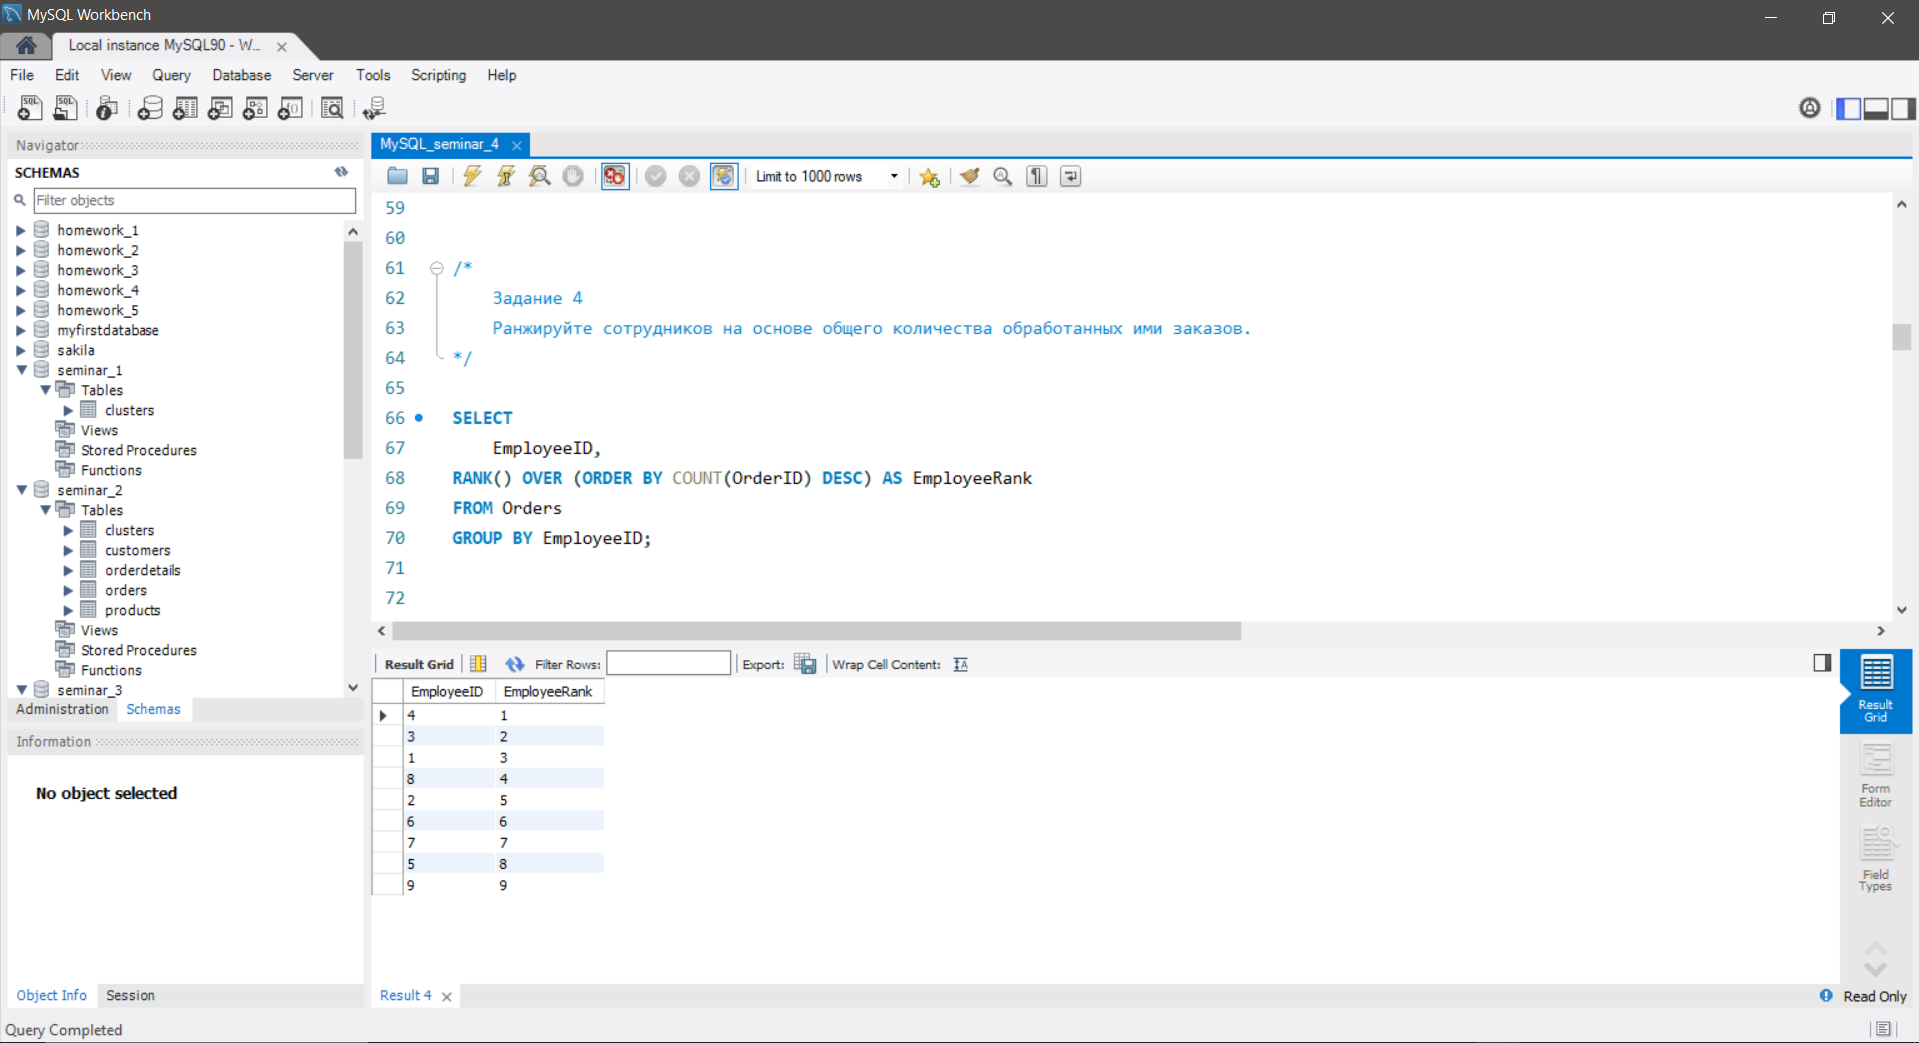 MySQL Workbench
Local instance MySQL90 - W...
File Edit View Query Database Server Tools Scripting Help
Navigator
SCHEMAS
Filter objects
homework_1
homework_2
homework_3
homework_4
homework_5
myfirstdatabase
sakila
seminar_1
Tables
clusters
Views
Stored Procedures
Functions
seminar_2
Tables
clusters
customers
orderdetails
orders
products
Views
Stored Procedures
Functions
seminar_3
Administration Schemas
Information
No object selected
Object Info Session
Query Completed
MySQL_seminar_4
Limit to 1000 rows
59
60
61 /*
62 Задание 4
63 Ранжируйте сотрудников на основе общего количества обработанных ими заказов.
64 */
65
66 SELECT
67 EmployeeID,
68 RANK() OVER (ORDER BY COUNT(OrderID) DESC) AS EmployeeRank
69 FROM Orders
70 GROUP BY EmployeeID;
71
72
Result Grid Filter Rows: Export: Wrap Cell Content:
EmployeeID EmployeeRank
4 1
3 2
1 3
8 4
2 5
6 6
7 7
5 8
9 9
Result Grid
Form Editor
Field Types
Result 4
Read Only